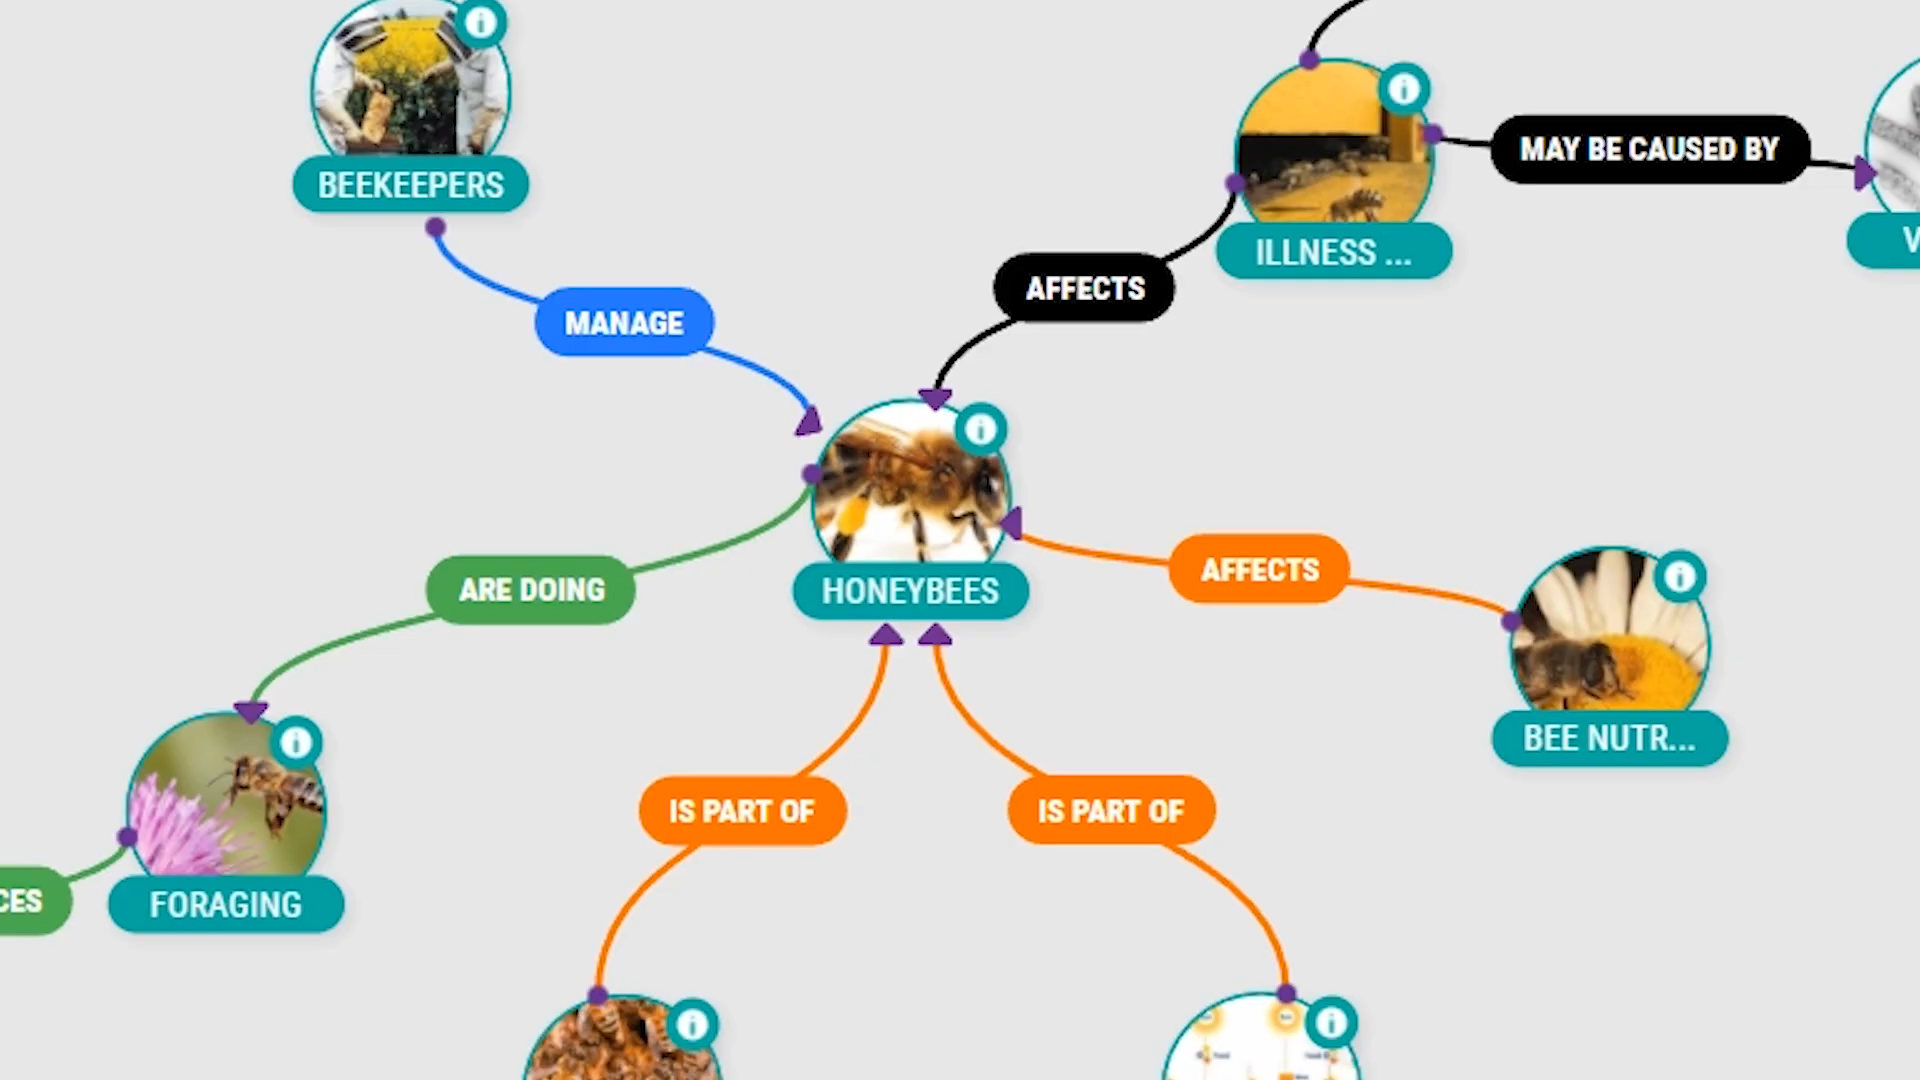 BEEKEEPERS
MAY BE CAUSED BY
ILLNESS ...
V
AFFECTS
MANAGE
HONEYBEES
AFFECTS
ARE DOING
BEE NUTR...
IS PART OF
IS PART OF
CES
FORAGING